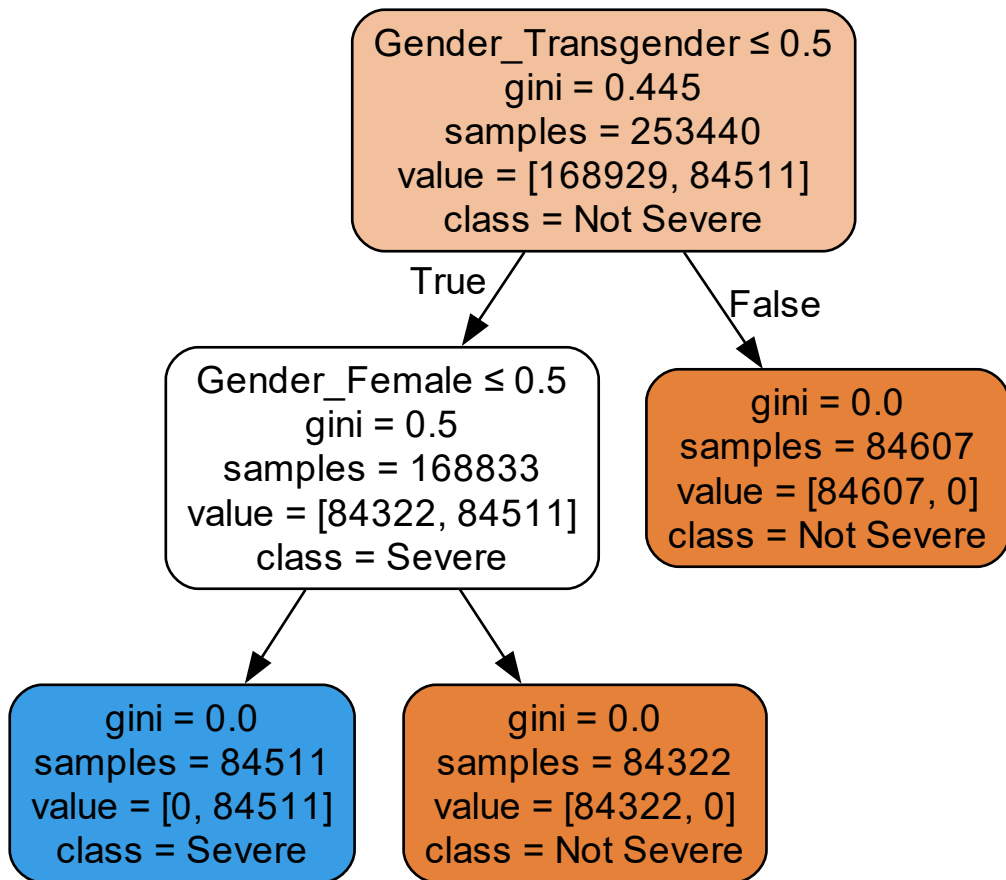 Gender_Transgender ≤ 0.5
gini = 0.445
samples = 253440
value = [168929, 84511]
class = Not Severe
True
False
Gender_Female ≤ 0.5
gini = 0.5
samples = 168833
value = [84322, 84511]
class = Severe
gini = 0.0
samples = 84607
value = [84607, 0]
class = Not Severe
gini = 0.0
samples = 84511
value = [0, 84511]
class = Severe
gini = 0.0
samples = 84322
value = [84322, 0]
class = Not Severe